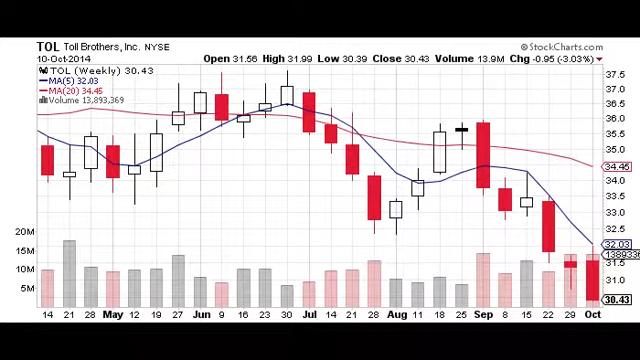 TOL Toll Brothers, Inc. NYSE © StockCharts.com
10-Oct-2014 Open 31.56 High 31.99 Low 30.39 Close 30.43 Volume 13.9M Chg -0.95 (-3.03%)
TOL (Weekly) 30.43
MA(5) 32.03
MA(20) 34.45
Volume 13,893,369
37.5
37.0
36.5
36.0
35.5
35.0
34.45
34.0
33.5
33.0
32.5
20M 32.03
15M 1389336
31.5
10M 31.0
5M 30.43
14 21 28 May 12 19 27 Jun 9 16 23 Jul 7 14 21 28 Aug 11 18 25 Sep 8 15 22 29 Oct